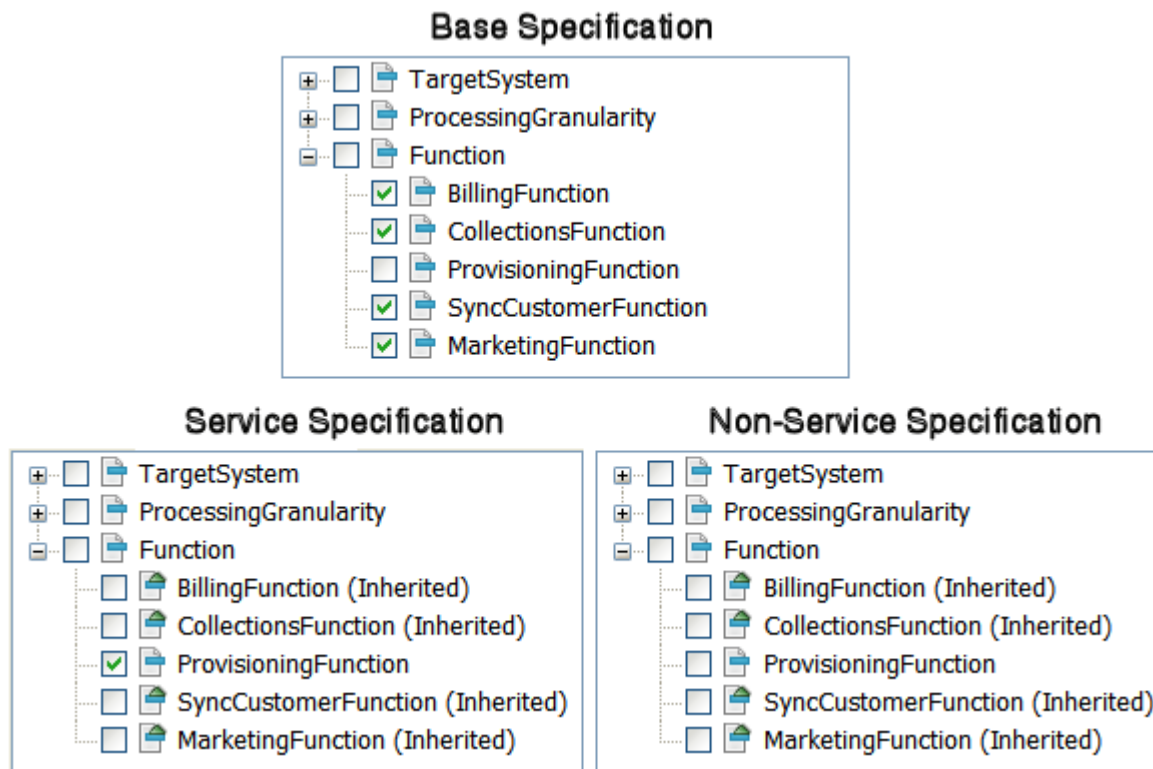 Base Specification
TargetSystem
ProcessingGranularity
Function
BillingFunction
CollectionsFunction
ProvisioningFunction
SyncCustomerFunction
MarketingFunction
Service Specification
TargetSystem
ProcessingGranularity
Function
BillingFunction (Inherited)
CollectionsFunction (Inherited)
ProvisioningFunction
SyncCustomerFunction (Inherited)
MarketingFunction (Inherited)
Non-Service Specification
TargetSystem
ProcessingGranularity
Function
BillingFunction (Inherited)
CollectionsFunction (Inherited)
ProvisioningFunction
SyncCustomerFunction (Inherited)
MarketingFunction (Inherited)